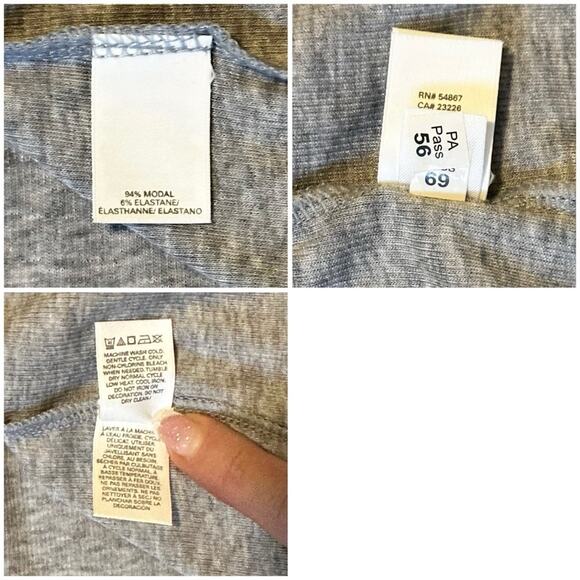 94% MODAL
6% ELASTANE/
ÉLASTHANNE/ ELASTANO
RN# 54867
CA# 23226
PA
Pass
56
69
MACHINE WASH COLD.
GENTLE CYCLE. ONLY
NON-CHLORINE BLEACH
WHEN NEEDED. TUMBLE
DRY NORMAL CYCLE
LOW HEAT. COOL IRON.
DO NOT IRON ON
DECORATION. DO NOT
DRY CLEAN.
LAVER À LA MACHINE
À L'EAU FROIDE, CYCLE
DÉLICAT. UTILISER
UNIQUEMENT DU
JAVELLISANT SANS
CHLORE, AU BESOIN.
SÉCHER PAR CULBUTAGE
À CYCLE NORMAL, À
BASSE TEMPÉRATURE.
REPASSER À FER DOUX.
NE PAS REPASSER LES
ORNEMENTS. NE PAS
NETTOYER À SEC./ NO
PLANCHAR SOBRE LA
DECORACIÓN